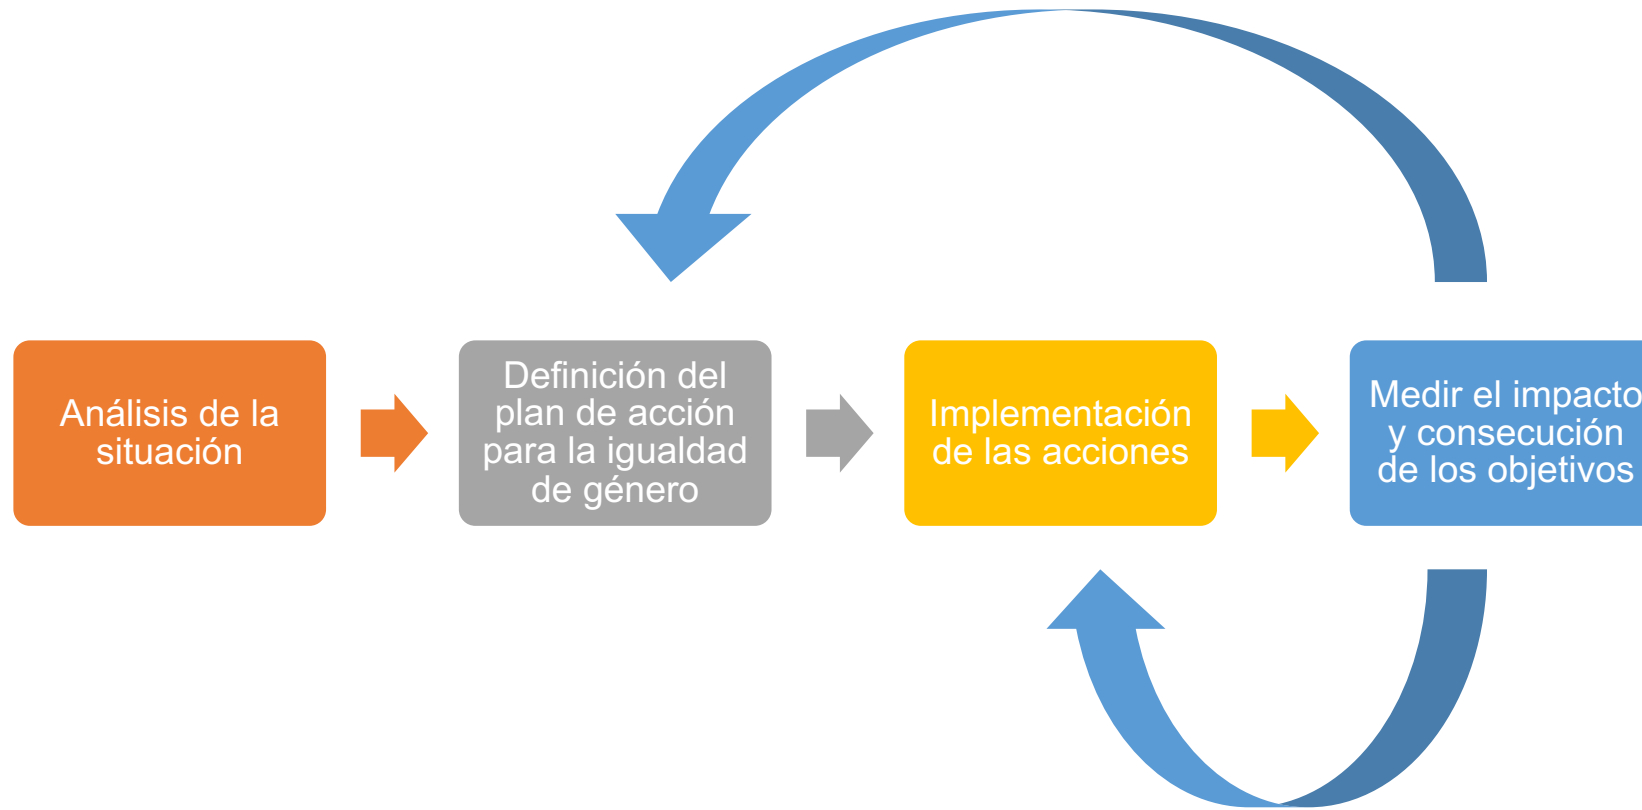 Análisis de la
situación
Definición del
plan de acción
para la igualdad
de género
Implementación
de las acciones
Medir el impacto
y consecución
de los objetivos